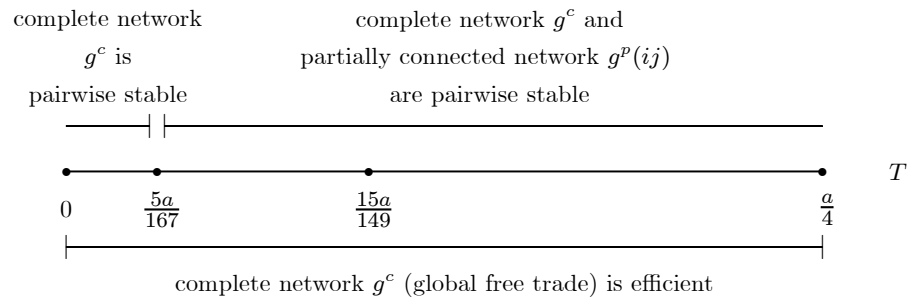 complete network complete network g^c and
g^c is partially connected network g^p(ij)
pairwise stable are pairwise stable
T
0 5a/167 15a/149 a/4
complete network g^c (global free trade) is efficient